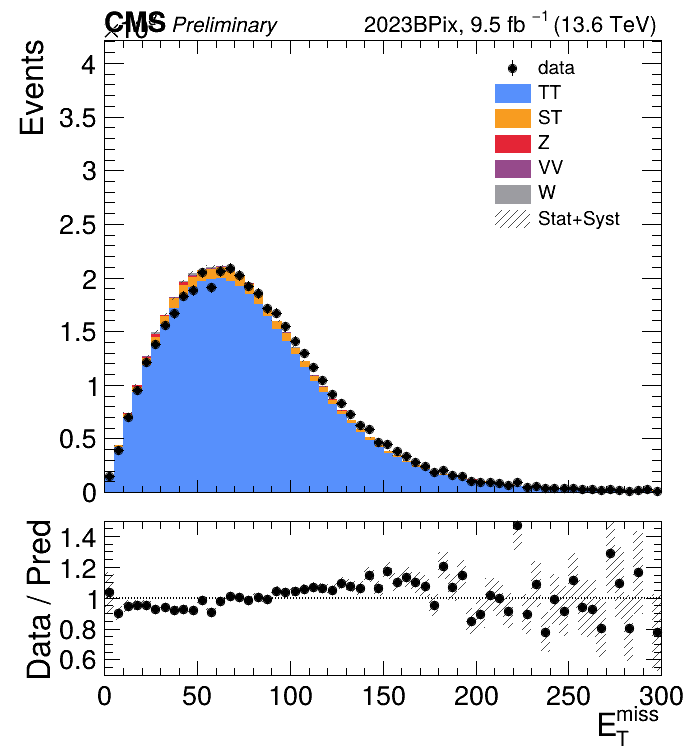 CMS Preliminary 2023BPix, 9.5 fb⁻¹ (13.6 TeV)
Events
4
3.5
3
2.5
2
1.5
1
0.5
0
data
TT
ST
Z
VV
W
Stat+Syst
Data / Pred
1.4
1.2
1
0.8
0.6
0 50 100 150 200 250 300
E_T^miss